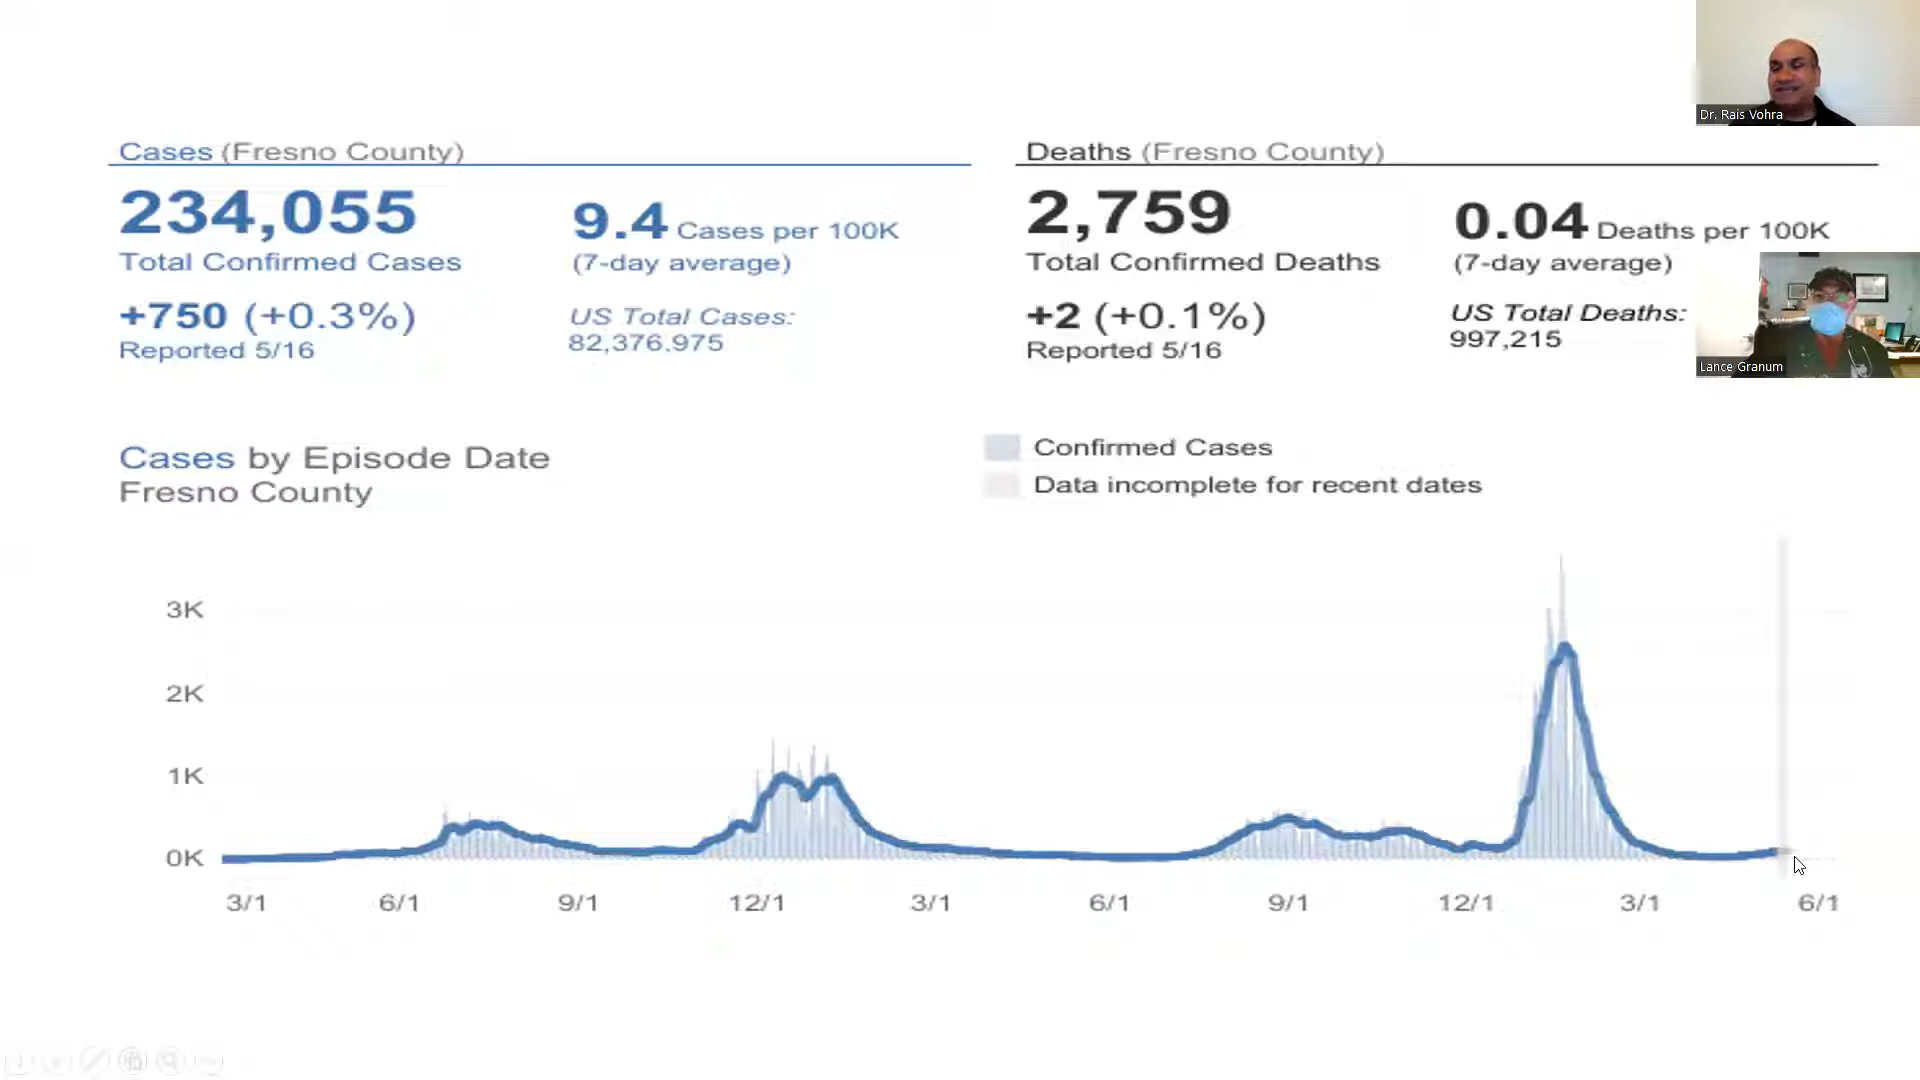 Dr. Rais Vohra
Cases (Fresno County)
234,055
Total Confirmed Cases
+750 (+0.3%)
Reported 5/16
9.4 Cases per 100K
(7-day average)
US Total Cases:
82,376,975
Deaths (Fresno County)
2,759
Total Confirmed Deaths
+2 (+0.1%)
Reported 5/16
0.04 Deaths per 100K
(7-day average)
US Total Deaths:
997,215
Lance Granum
Cases by Episode Date
Fresno County
Confirmed Cases
Data incomplete for recent dates
3K
2K
1K
0K
3/1 6/1 9/1 12/1 3/1 6/1 9/1 12/1 3/1 6/1